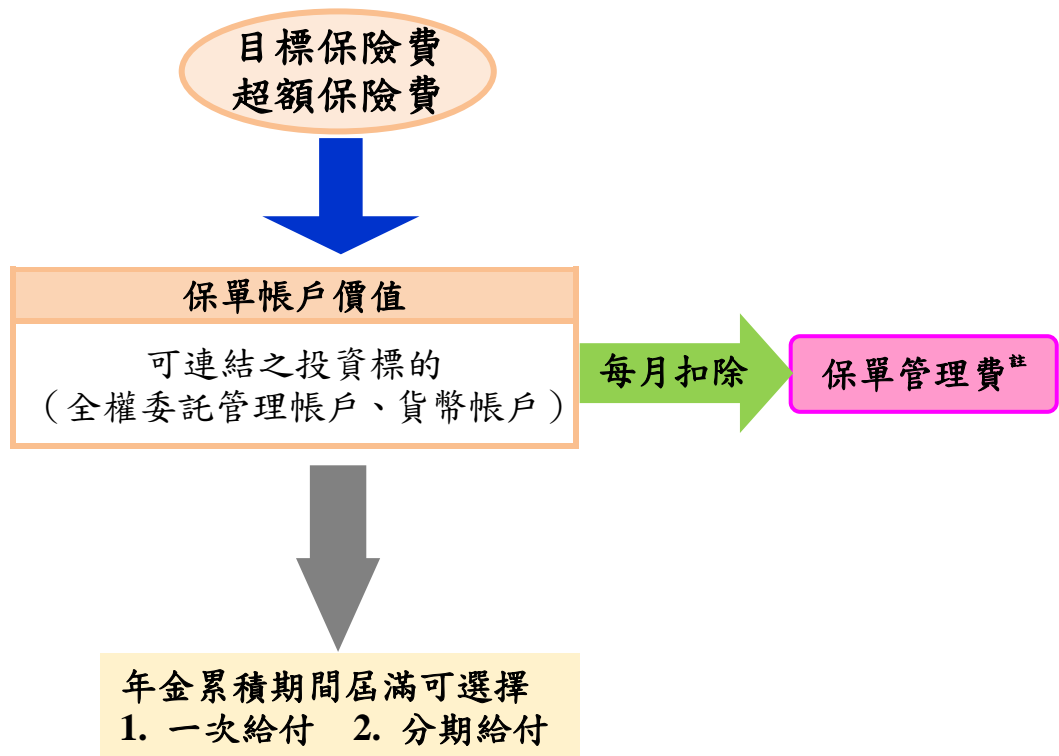 目標保險費
超額保險費
保單帳戶價值
可連結之投資標的
（全權委託管理帳戶、貨幣帳戶）
每月扣除
保單管理費註
年金累積期間屆滿可選擇
1. 一次給付 2. 分期給付